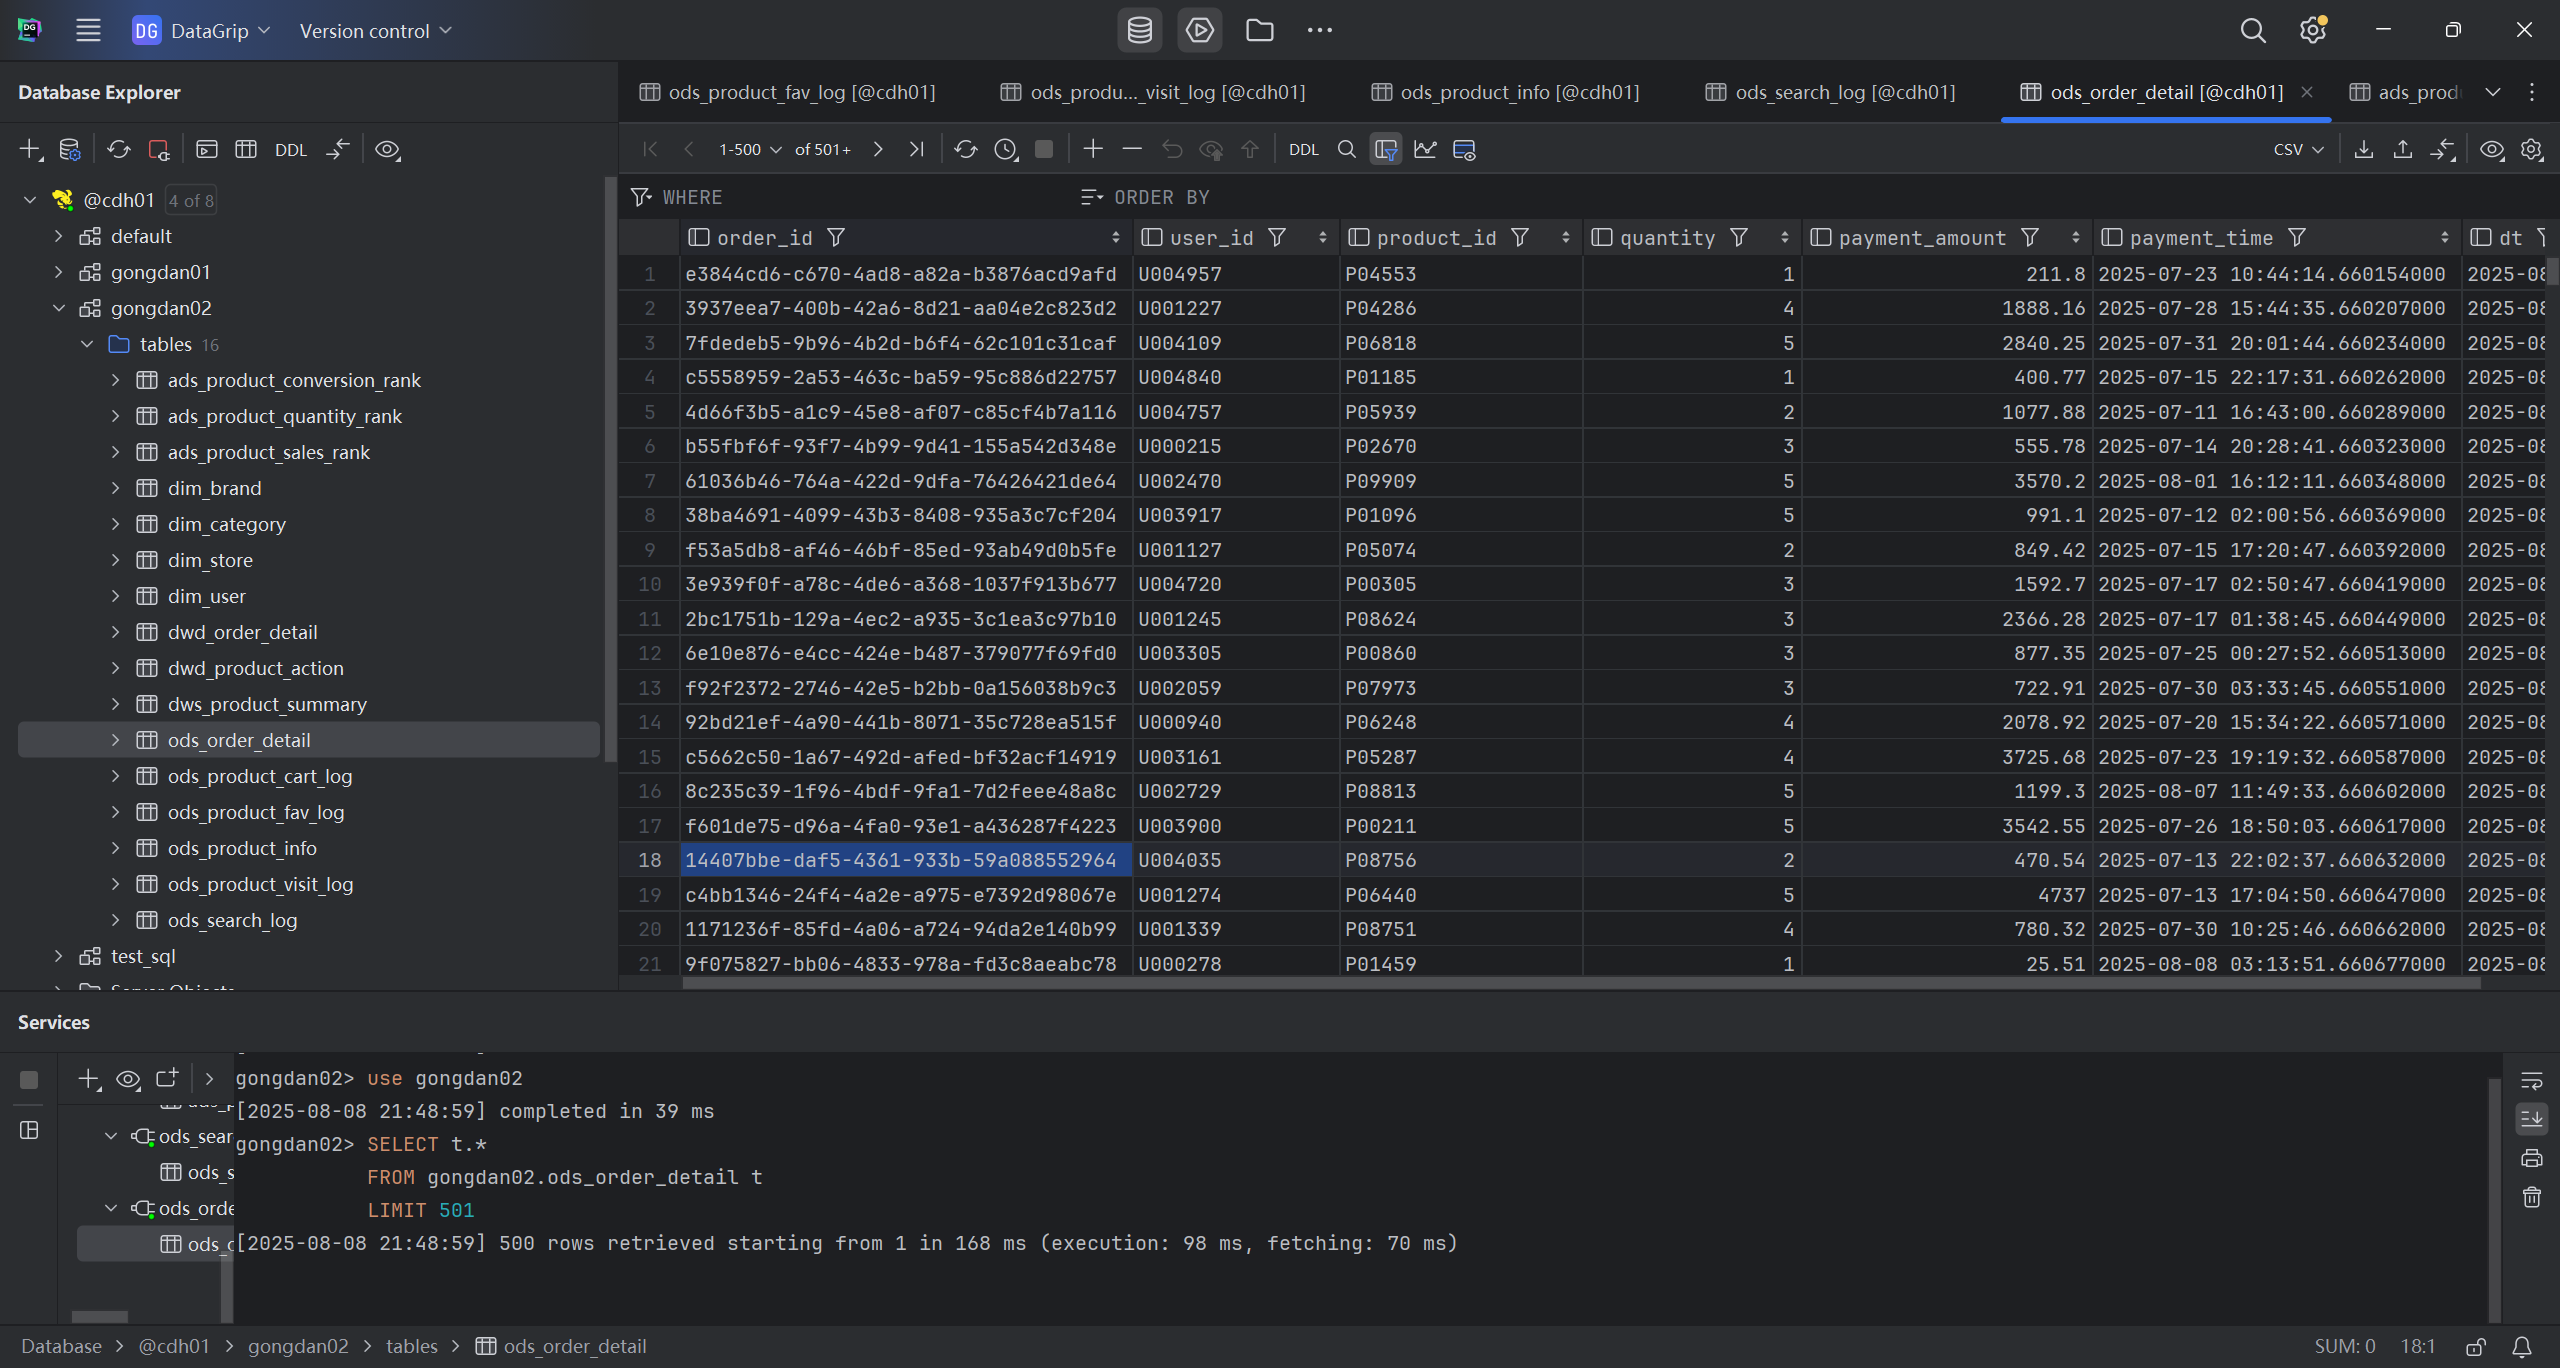 DG DataGrip Version control
Database Explorer
DDL
@cdh01 4 of 8
default
gongdan01
gongdan02
tables 16
ads_product_conversion_rank
ads_product_quantity_rank
ads_product_sales_rank
dim_brand
dim_category
dim_store
dim_user
dwd_order_detail
dwd_product_action
dws_product_summary
ods_order_detail
ods_product_cart_log
ods_product_fav_log
ods_product_info
ods_product_visit_log
ods_search_log
test_sql
ods_product_fav_log [@cdh01] ods_produ..._visit_log [@cdh01] ods_product_info [@cdh01] ods_search_log [@cdh01] ods_order_detail [@cdh01] ads_prod
1-500 of 501+ DDL CSV
WHERE ORDER BY
order_id user_id product_id quantity payment_amount payment_time dt
1 e3844cd6-c670-4ad8-a82a-b3876acd9afd U004957 P04553 1 211.8 2025-07-23 10:44:14.660154000 2025-08
2 3937eea7-400b-42a6-8d21-aa04e2c823d2 U001227 P04286 4 1888.16 2025-07-28 15:44:35.660207000 2025-08
3 7fdedeb5-9b96-4b2d-b6f4-62c101c31caf U004109 P06818 5 2840.25 2025-07-31 20:01:44.660234000 2025-08
4 c5558959-2a53-463c-ba59-95c886d22757 U004840 P01185 1 400.77 2025-07-15 22:17:31.660262000 2025-08
5 4d66f3b5-a1c9-45e8-af07-c85cf4b7a116 U004757 P05939 2 1077.88 2025-07-11 16:43:00.660289000 2025-08
6 b55fbf6f-93f7-4b99-9d41-155a542d348e U000215 P02670 3 555.78 2025-07-14 20:28:41.660323000 2025-08
7 61036b46-764a-422d-9dfa-76426421de64 U002470 P09909 5 3570.2 2025-08-01 16:12:11.660348000 2025-08
8 38ba4691-4099-43b3-8408-935a3c7cf204 U003917 P01096 5 991.1 2025-07-12 02:00:56.660369000 2025-08
9 f53a5db8-af46-46bf-85ed-93ab49d0b5fe U001127 P05074 2 849.42 2025-07-15 17:20:47.660392000 2025-08
10 3e939f0f-a78c-4de6-a368-1037f913b677 U004720 P00305 3 1592.7 2025-07-17 02:50:47.660419000 2025-08
11 2bc1751b-129a-4ec2-a935-3c1ea3c97b10 U001245 P08624 3 2366.28 2025-07-17 01:38:45.660449000 2025-08
12 6e10e876-e4cc-424e-b487-379077f69fd0 U003305 P00860 3 877.35 2025-07-25 00:27:52.660513000 2025-08
13 f92f2372-2746-42e5-b2bb-0a156038b9c3 U002059 P07973 3 722.91 2025-07-30 03:33:45.660551000 2025-08
14 92bd21ef-4a90-441b-8071-35c728ea515f U000940 P06248 4 2078.92 2025-07-20 15:34:22.660571000 2025-08
15 c5662c50-1a67-492d-afed-bf32acf14919 U003161 P05287 4 3725.68 2025-07-23 19:19:32.660587000 2025-08
16 8c235c39-1f96-4bdf-9fa1-7d2feee48a8c U002729 P08813 5 1199.3 2025-08-07 11:49:33.660602000 2025-08
17 f601de75-d96a-4fa0-93e1-a436287f4223 U003900 P00211 5 3542.55 2025-07-26 18:50:03.660617000 2025-08
18 14407bbe-daf5-4361-933b-59a088552964 U004035 P08756 2 470.54 2025-07-13 22:02:37.660632000 2025-08
19 c4bb1346-24f4-4a2e-a975-e7392d98067e U001274 P06440 5 4737 2025-07-13 17:04:50.660647000 2025-08
20 1171236f-85fd-4a06-a724-94da2e140b99 U001339 P08751 4 780.32 2025-07-30 10:25:46.660662000 2025-08
21 9f075827-bb06-4833-978a-fd3c8aeabc78 U000278 P01459 1 25.51 2025-08-08 03:13:51.660677000 2025-08
Services
ods_sear
ods_s
ods_orde
ods_o
gongdan02> use gongdan02
[2025-08-08 21:48:59] completed in 39 ms
gongdan02> SELECT t.*
FROM gongdan02.ods_order_detail t
LIMIT 501
[2025-08-08 21:48:59] 500 rows retrieved starting from 1 in 168 ms (execution: 98 ms, fetching: 70 ms)
Database > @cdh01 > gongdan02 > tables > ods_order_detail SUM: 0 18:1